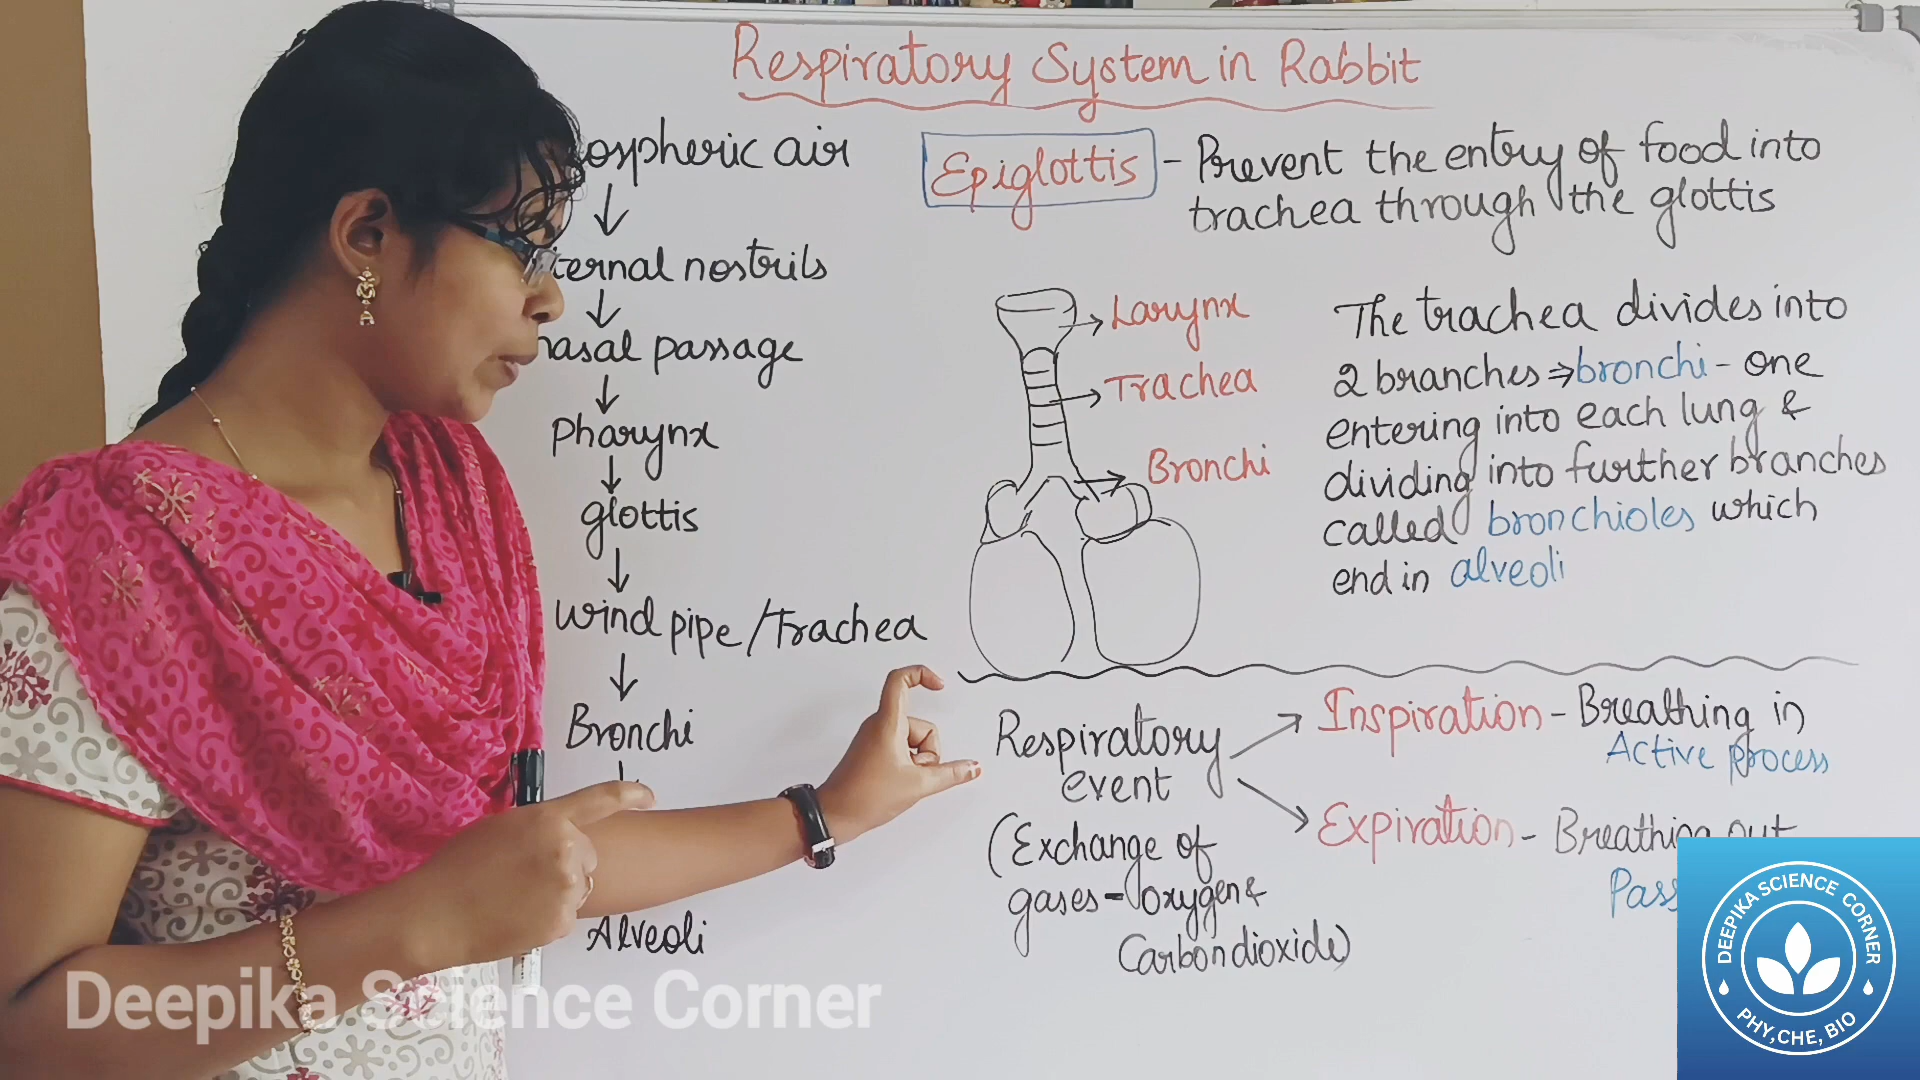 Respiratory System in Rabbit
ospheric air
ternal nostrils
nasal passage
Pharynx
glottis
Wind pipe/Trachea
Bronchi
Alveoli
Epiglottis - Prevent the entry of food into
trachea through the glottis
Larynx
Trachea
Bronchi
The trachea divides into
2 branches ⇒ bronchi - one
entering into each lung &
dividing into further branches
called bronchioles which
end in alveoli
Respiratory
event
(Exchange of
gases - oxygen &
Carbondioxide)
Inspiration - Breathing in
Active process
Expiration - Breathing out
Pass
Deepika Science Corner
DEEPIKA SCIENCE CORNER
PHY,CHE, BIO